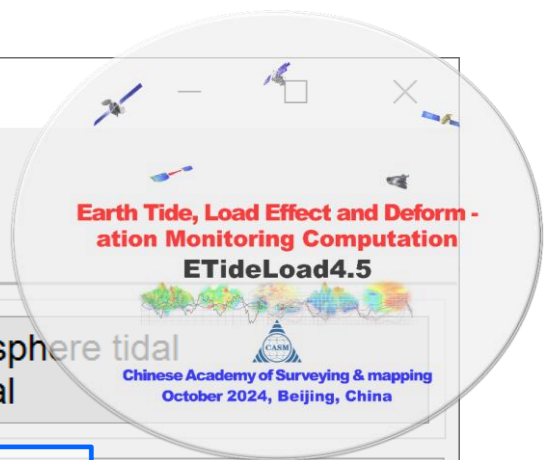 Earth Tide, Load Effect and Deform -
ation Monitoring Computation
ETideLoad4.5
sphere tidal
al
CASM
Chinese Academy of Surveying & mapping
October 2024, Beijing, China